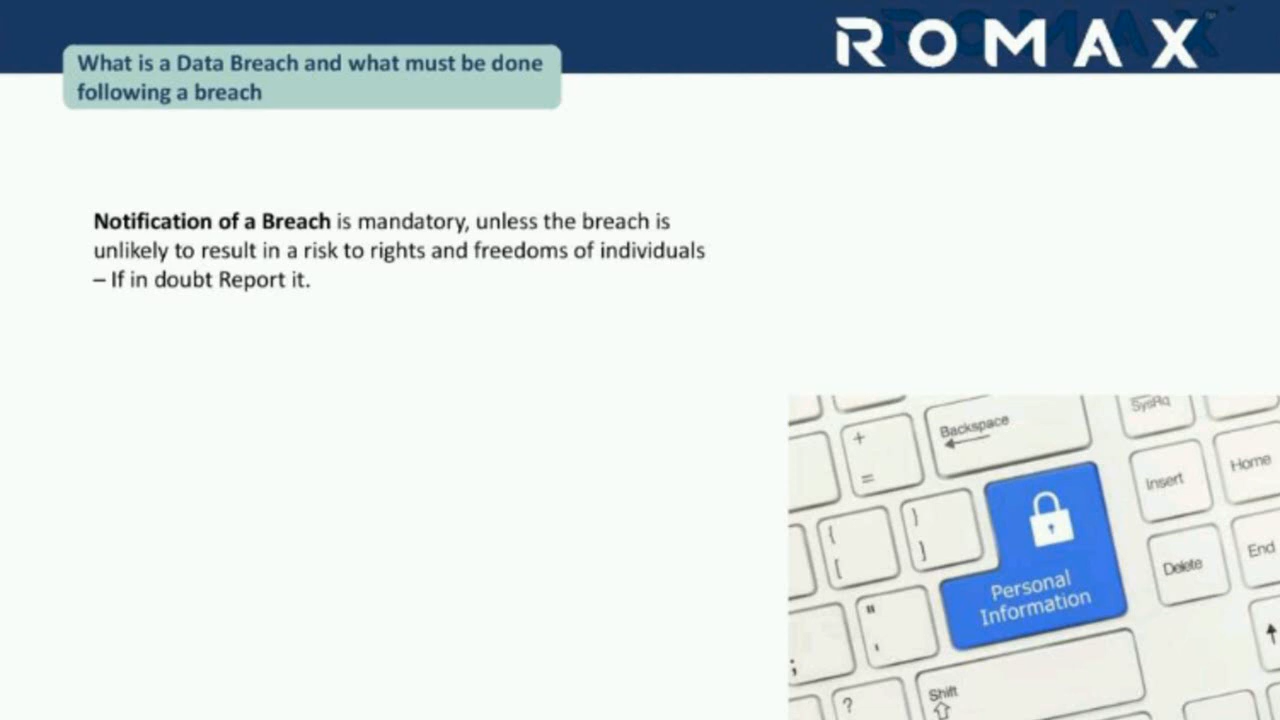 ROMAX
What is a Data Breach and what must be done
following a breach
Notification of a Breach is mandatory, unless the breach is
unlikely to result in a risk to rights and freedoms of individuals
– If in doubt Report it.
SysRq
Backspace
+
=
Home
Insert
{
[
}
]
End
Delete
Personal
Information
"
'
;
Shift
?